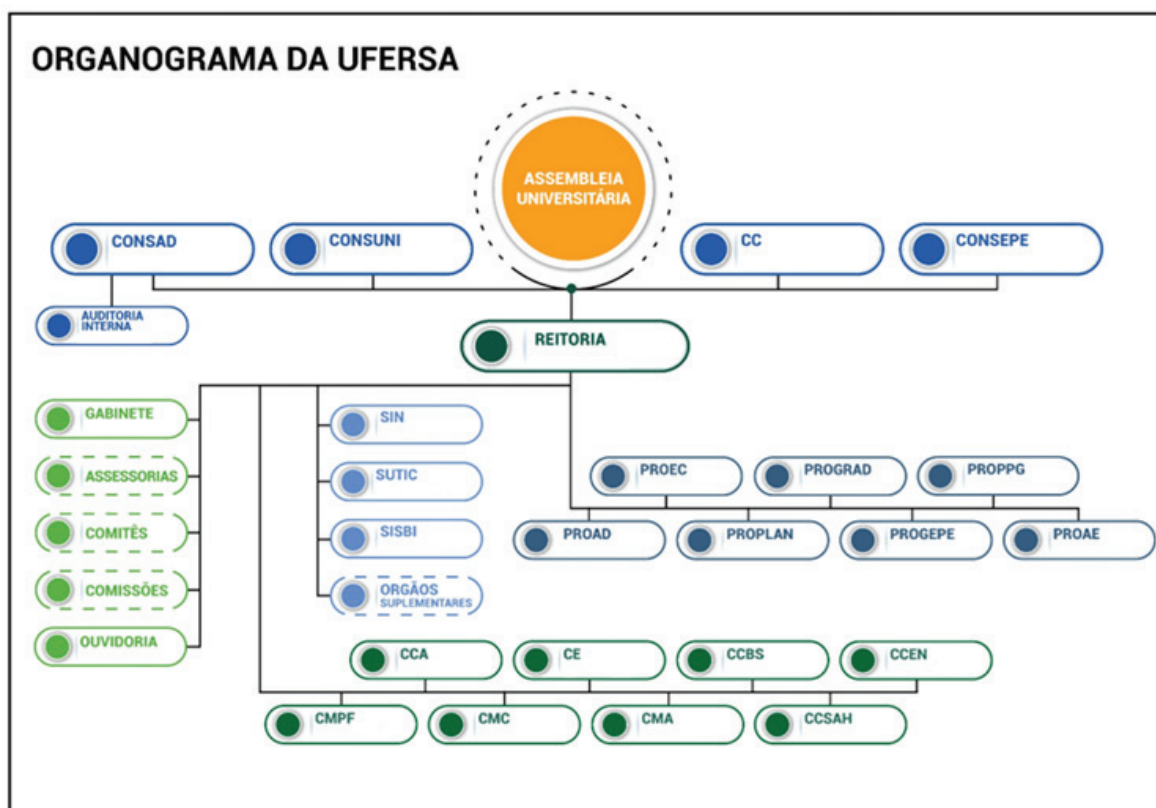 ORGANOGRAMA DA UFERSA
ASSEMBLEIA
UNIVERSITÁRIA
CONSAD
CONSUNI
CC
CONSEPE
AUDITORIA
INTERNA
REITORIA
GABINETE
ASSESSORIAS
COMITÊS
COMISSÕES
OUVIDORIA
SIN
SUTIC
SISBI
ORGÃOS
SUPLEMENTARES
PROEC
PROGRAD
PROPPG
PROAD
PROPLAN
PROGEPE
PROAE
CCA
CE
CCBS
CCEN
CMPF
CMC
CMA
CCSAH